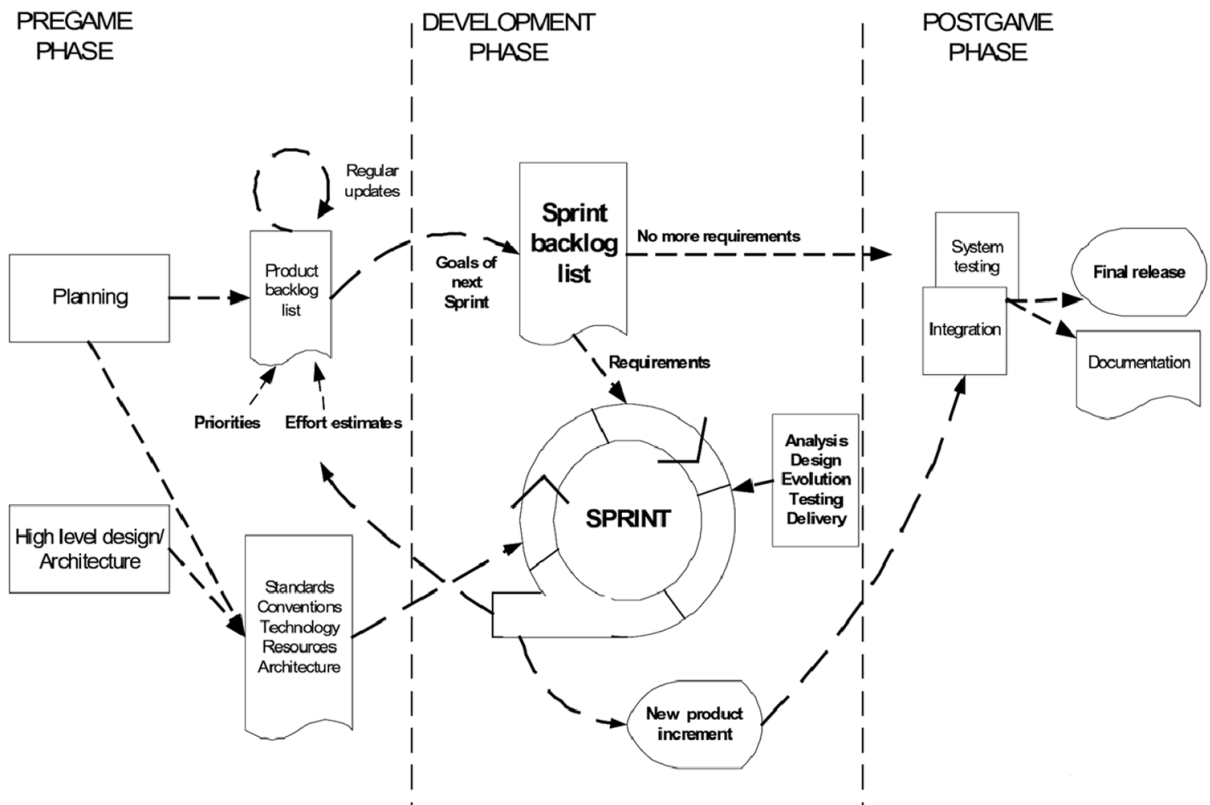 PREGAME
PHASE
DEVELOPMENT
PHASE
POSTGAME
PHASE
Regular
updates
Planning
Product
backlog
list
Priorities
Effort estimates
High level design/
Architecture
Standards
Conventions
Technology
Resources
Architecture
Goals of
next
Sprint
Sprint
backlog
list
No more requirements
Requirements
SPRINT
Analysis
Design
Evolution
Testing
Delivery
New product
increment
System
testing
Integration
Final release
Documentation